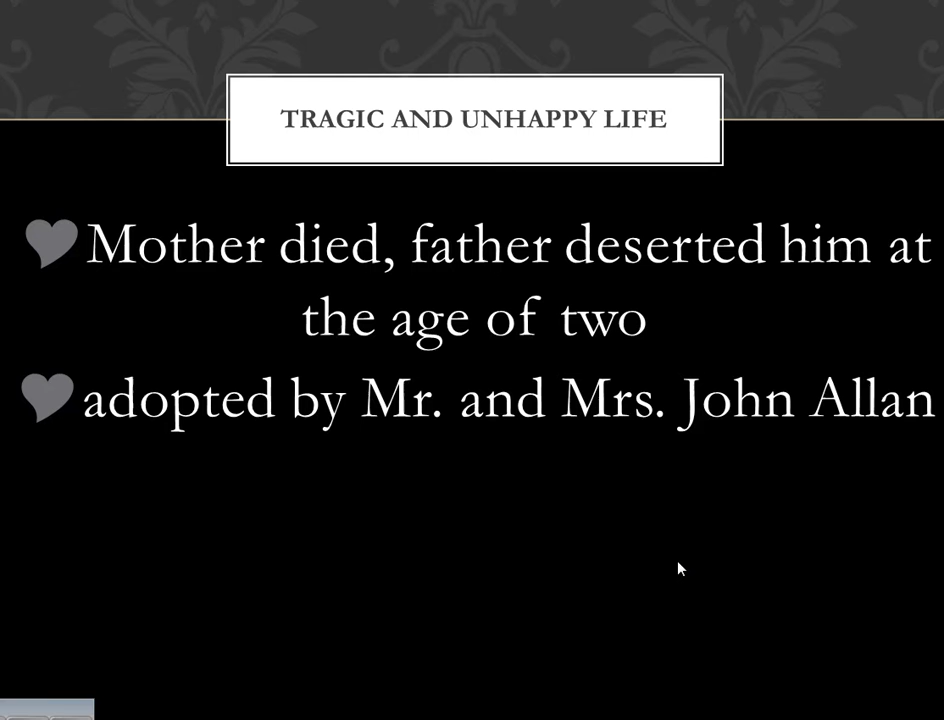 TRAGIC AND UNHAPPY LIFE
Mother died, father deserted him at
the age of two
adopted by Mr. and Mrs. John Allan